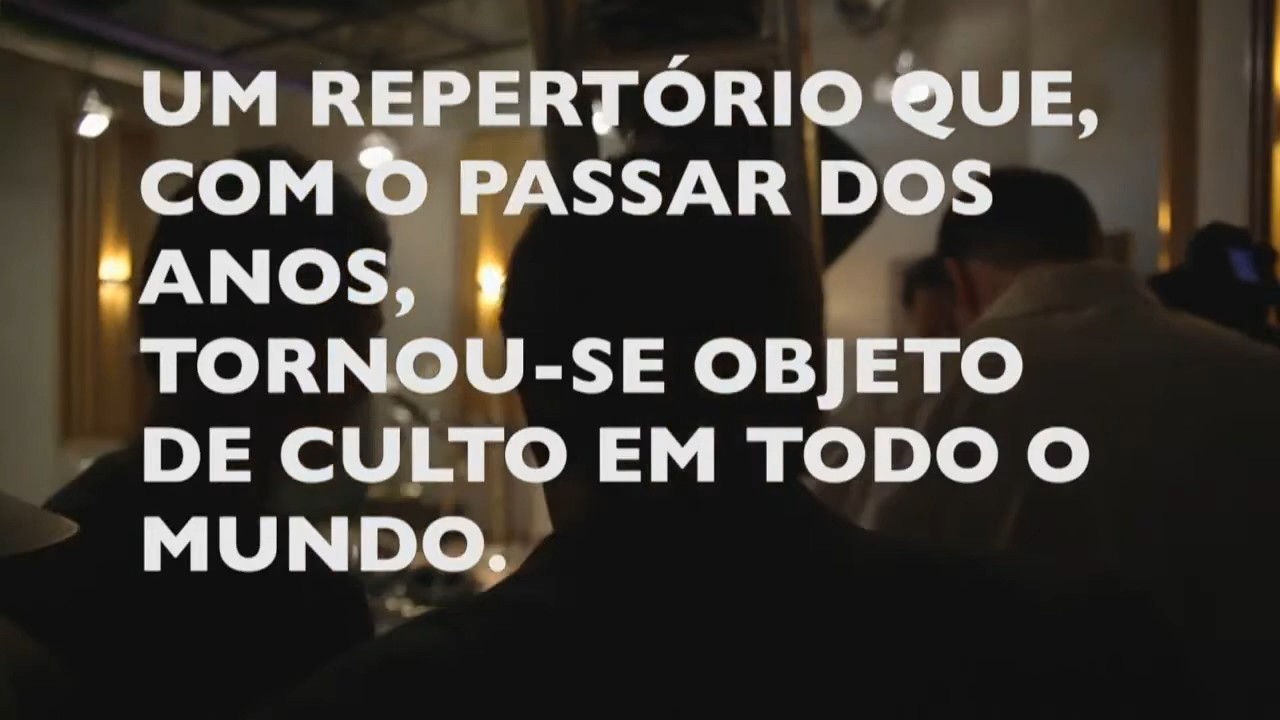 UM REPERTÓRIO QUE,
COM O PASSAR DOS
ANOS,
TORNOU-SE OBJETO
DE CULTO EM TODO O
MUNDO.